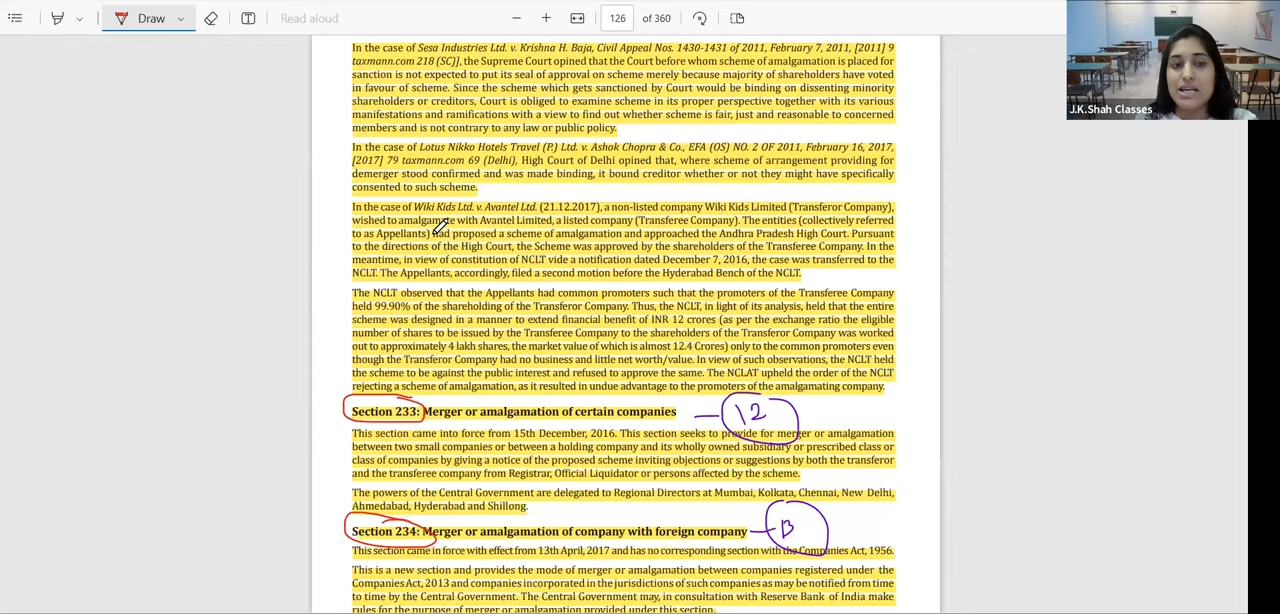 Draw
Read aloud
126
of 360
J.K.Shah Classes
In the case of Sesa Industries Ltd. v. Krishna H. Baja, Civil Appeal Nos. 1430-1431 of 2011, February 7, 2011, [2011] 9
taxmann.com 218 (SC)], the Supreme Court opined that the Court before whom scheme of amalgamation is placed for
sanction is not expected to put its seal of approval on scheme merely because majority of shareholders have voted
in favour of scheme. Since the scheme which gets sanctioned by Court would be binding on dissenting minority
shareholders or creditors, Court is obliged to examine scheme in its proper perspective together with its various
manifestations and ramifications with a view to find out whether scheme is fair, just and reasonable to concerned
members and is not contrary to any law or public policy.
In the case of Lotus Nikko Hotels Travel (P.) Ltd. v. Ashok Chopra & Co., EFA (OS) NO. 2 OF 2011, February 16, 2017,
[2017] 79 taxmann.com 69 (Delhi), High Court of Delhi opined that, where scheme of arrangement providing for
demerger stood confirmed and was made binding, it bound creditor whether or not they might have specifically
consented to such scheme.
In the case of Wiki Kids Ltd. v. Avantel Ltd. (21.12.2017), a non-listed company Wiki Kids Limited (Transferor Company),
wished to amalgamate with Avantel Limited, a listed company (Transferee Company). The entities (collectively referred
to as Appellants) had proposed a scheme of amalgamation and approached the Andhra Pradesh High Court. Pursuant
to the directions of the High Court, the Scheme was approved by the shareholders of the Transferee Company. In the
meantime, in view of constitution of NCLT vide a notification dated December 7, 2016, the case was transferred to the
NCLT. The Appellants, accordingly, filed a second motion before the Hyderabad Bench of the NCLT.
The NCLT observed that the Appellants had common promoters such that the promoters of the Transferee Company
held 99.90% of the shareholding of the Transferor Company. Thus, the NCLT, in light of its analysis, held that the entire
scheme was designed in a manner to extend financial benefit of INR 12 crores (as per the exchange ratio the eligible
number of shares to be issued by the Transferee Company to the shareholders of the Transferor Company was worked
out to approximately 4 lakh shares, the market value of which is almost 12.4 Crores) only to the common promoters even
though the Transferor Company had no business and little net worth/value. In view of such observations, the NCLT held
the scheme to be against the public interest and refused to approve the same. The NCLAT upheld the order of the NCLT
rejecting a scheme of amalgamation, as it resulted in undue advantage to the promoters of the amalgamating company.
Section 233: Merger or amalgamation of certain companies
12
This section came into force from 15th December, 2016. This section seeks to provide for merger or amalgamation
between two small companies or between a holding company and its wholly owned subsidiary or prescribed class or
class of companies by giving a notice of the proposed scheme inviting objections or suggestions by both the transferor
and the transferee company from Registrar, Official Liquidator or persons affected by the scheme.
The powers of the Central Government are delegated to Regional Directors at Mumbai, Kolkata, Chennai, New Delhi,
Ahmedabad, Hyderabad and Shillong.
Section 234: Merger or amalgamation of company with foreign company
This section came in force with effect from 13th April, 2017 and has no corresponding section with the Companies Act, 1956.
This is a new section and provides the mode of merger or amalgamation between companies registered under the
Companies Act, 2013 and companies incorporated in the jurisdictions of such companies as may be notified from time
to time by the Central Government. The Central Government may, in consultation with Reserve Bank of India make
rules for the purpose of merger or amalgamation provided under this section.